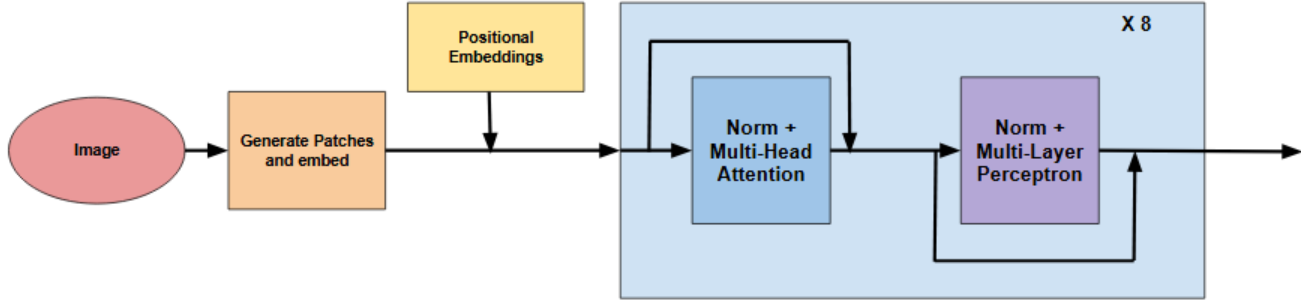 X 8
Positional
Embeddings
Image
Generate Patches
and embed
Norm +
Multi-Head
Attention
Norm +
Multi-Layer
Perceptron